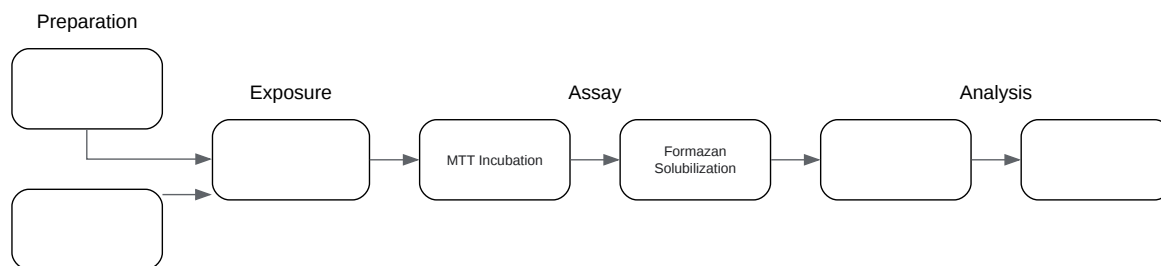 Preparation
Exposure
Assay
Analysis
MTT Incubation
Formazan
Solubilization